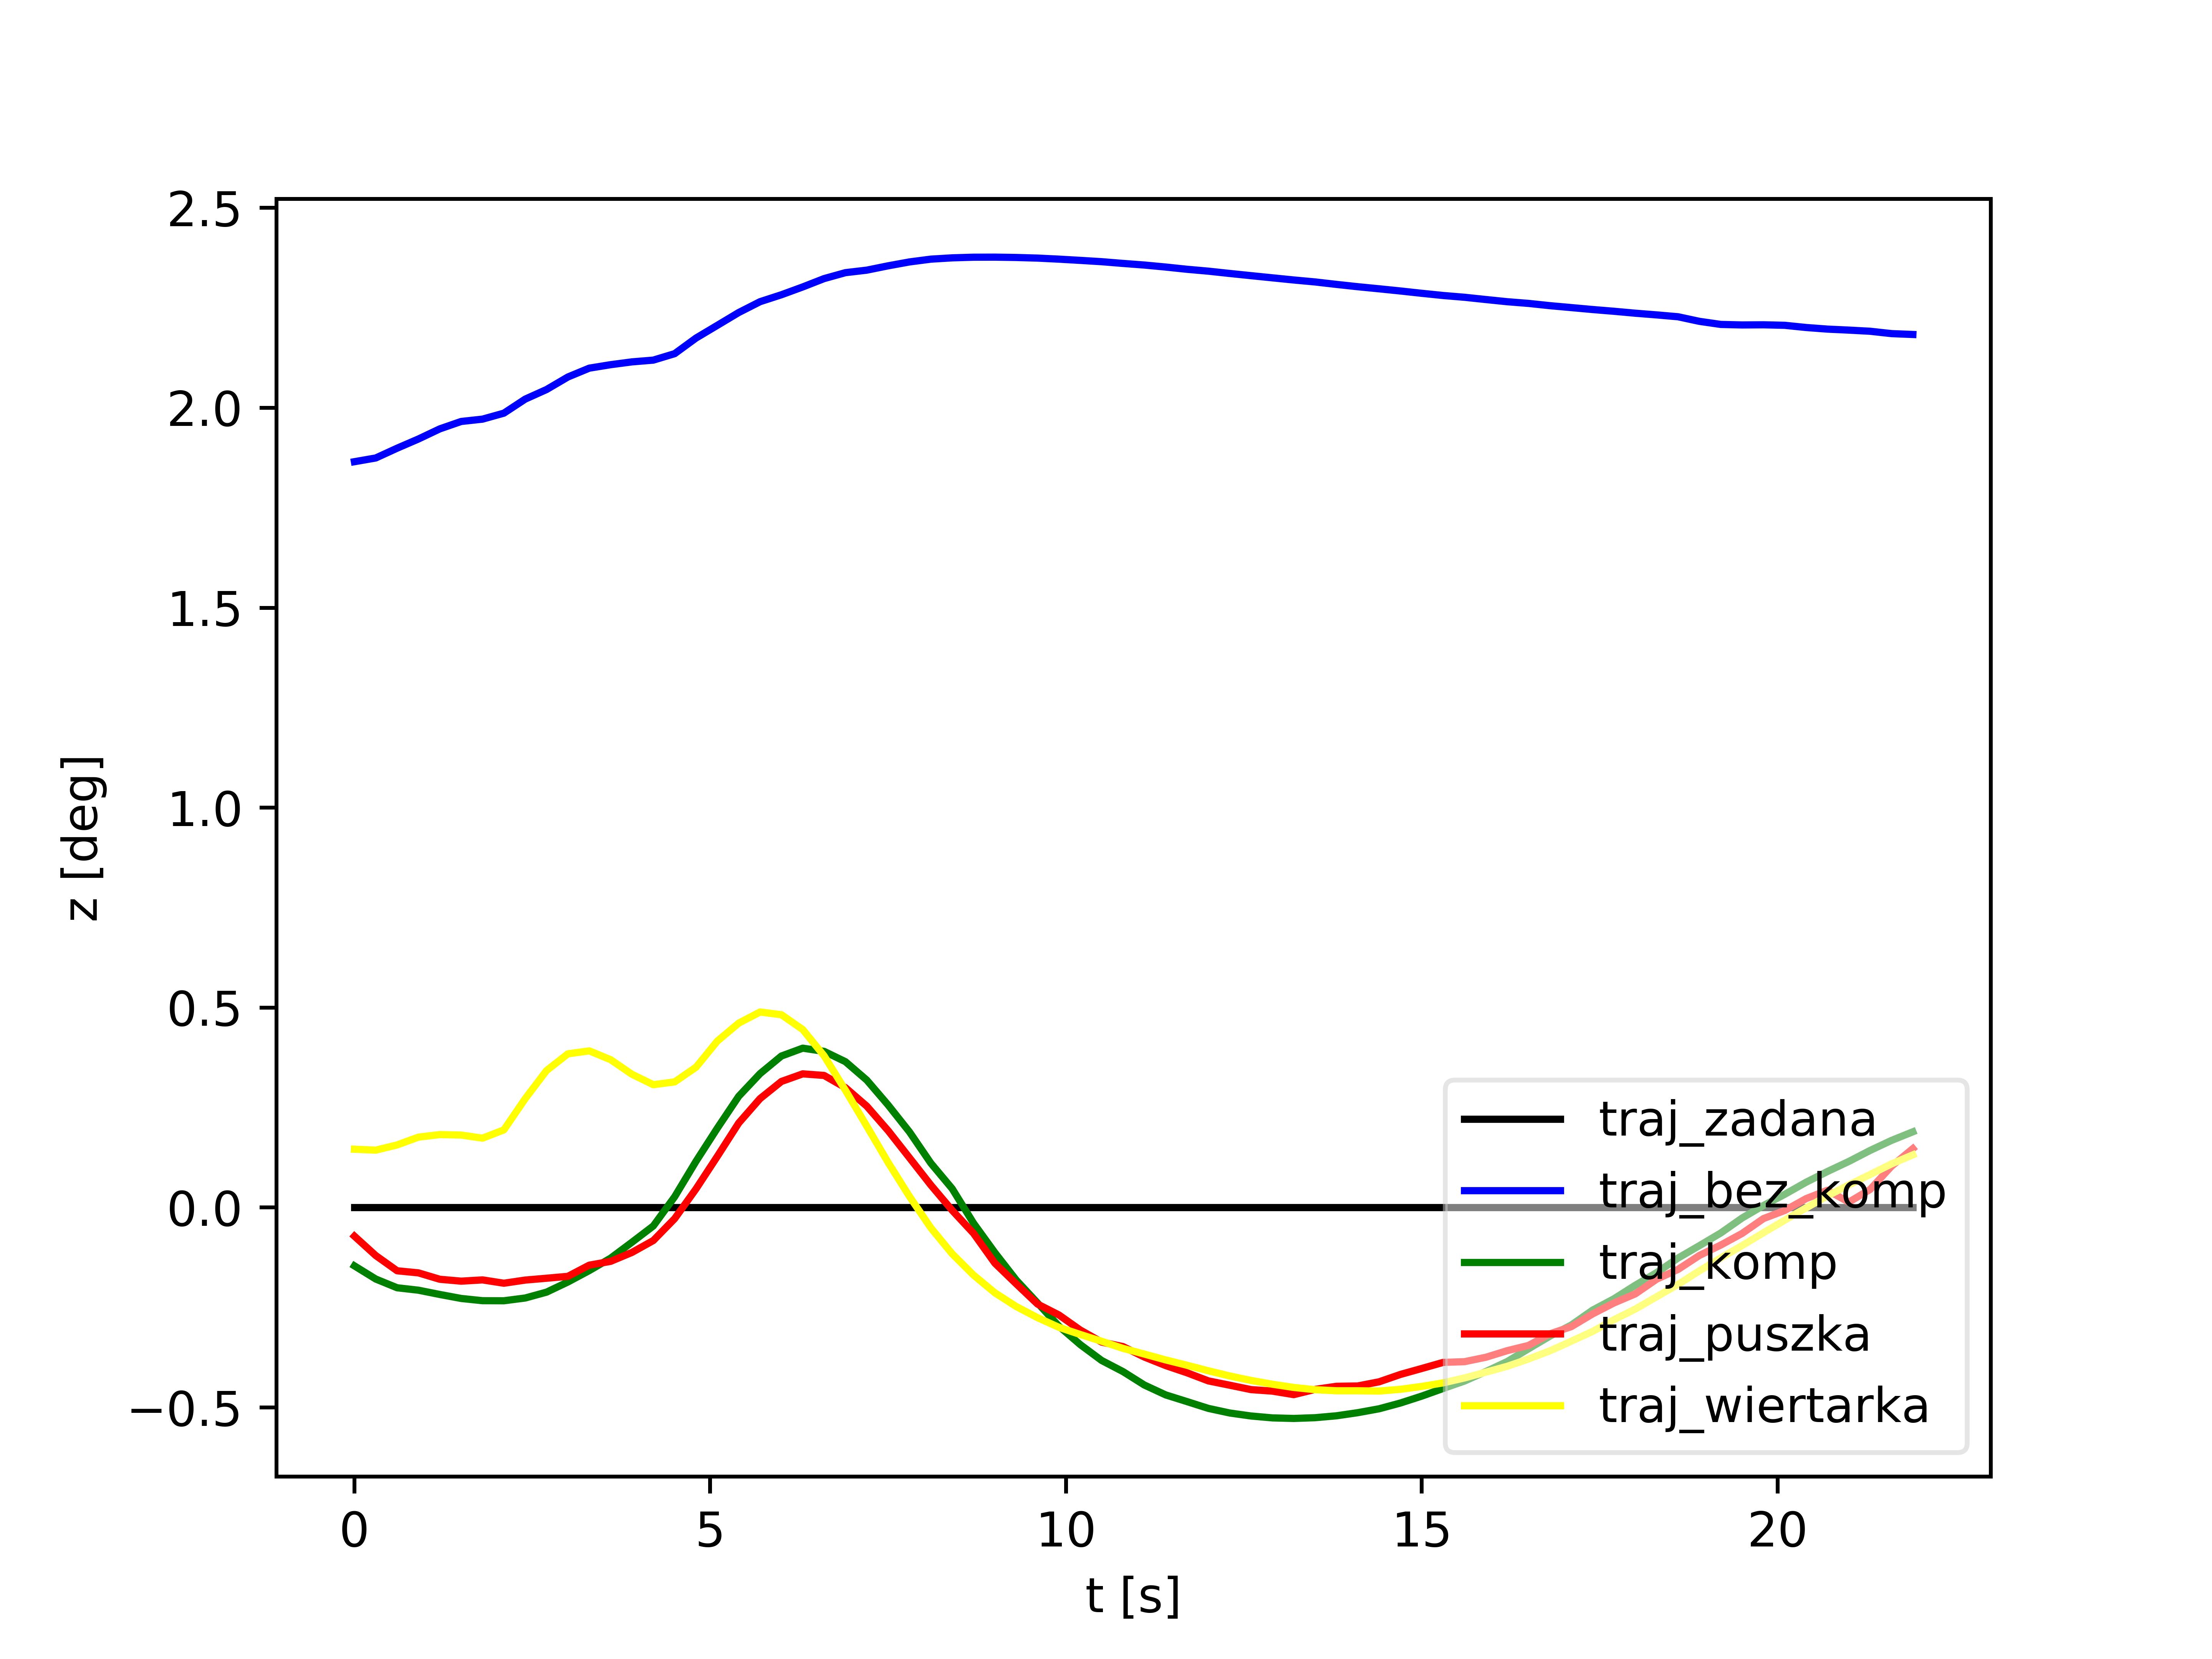 2.5
2.0
1.5
1.0
0.5
0.0
−0.5
z [deg]
0 5 10 15 20
t [s]
traj_zadana
traj_bez_komp
traj_komp
traj_puszka
traj_wiertarka